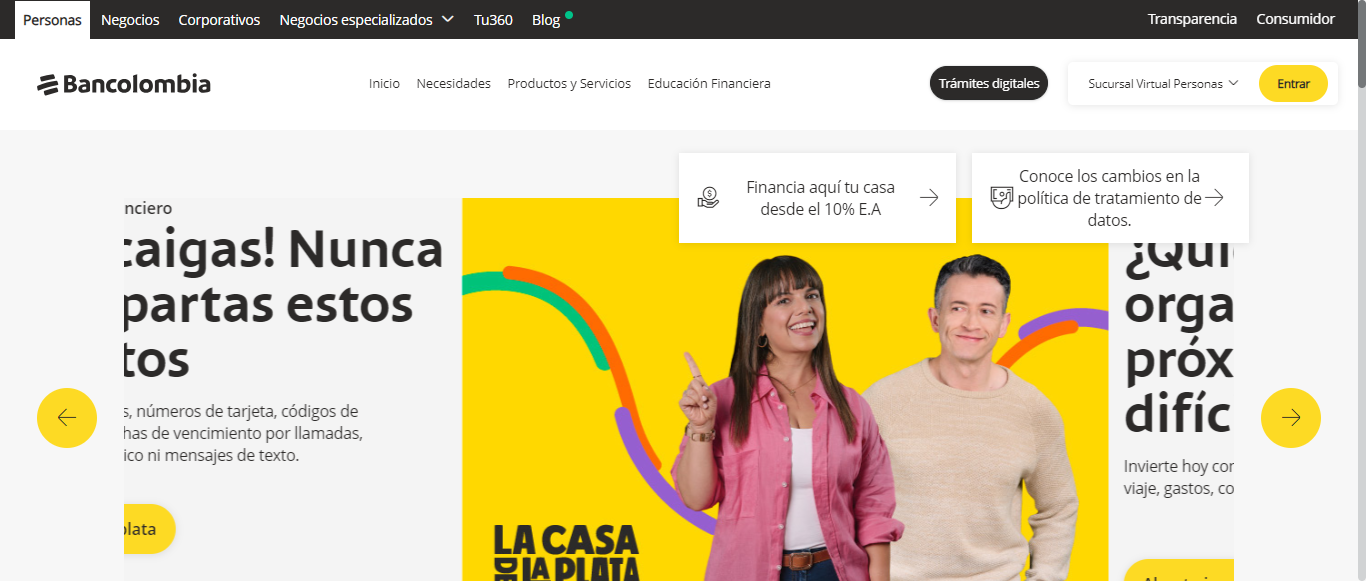 Personas Negocios Corporativos Negocios especializados Tu360 Blog Transparencia Consumidor
Bancolombia Inicio Necesidades Productos y Servicios Educación Financiera Trámites digitales Sucursal Virtual Personas Entrar
Financia aquí tu casa
desde el 10% E.A
Conoce los cambios en la
política de tratamiento de
datos.
nciero
caigas! Nunca
partas estos
tos
s, números de tarjeta, códigos de
has de vencimiento por llamadas,
ico ni mensajes de texto.
plata
LA CASA
DE LA PLATA
¿Qui
orga
próx
difíc
Invierte hoy con
viaje, gastos, co